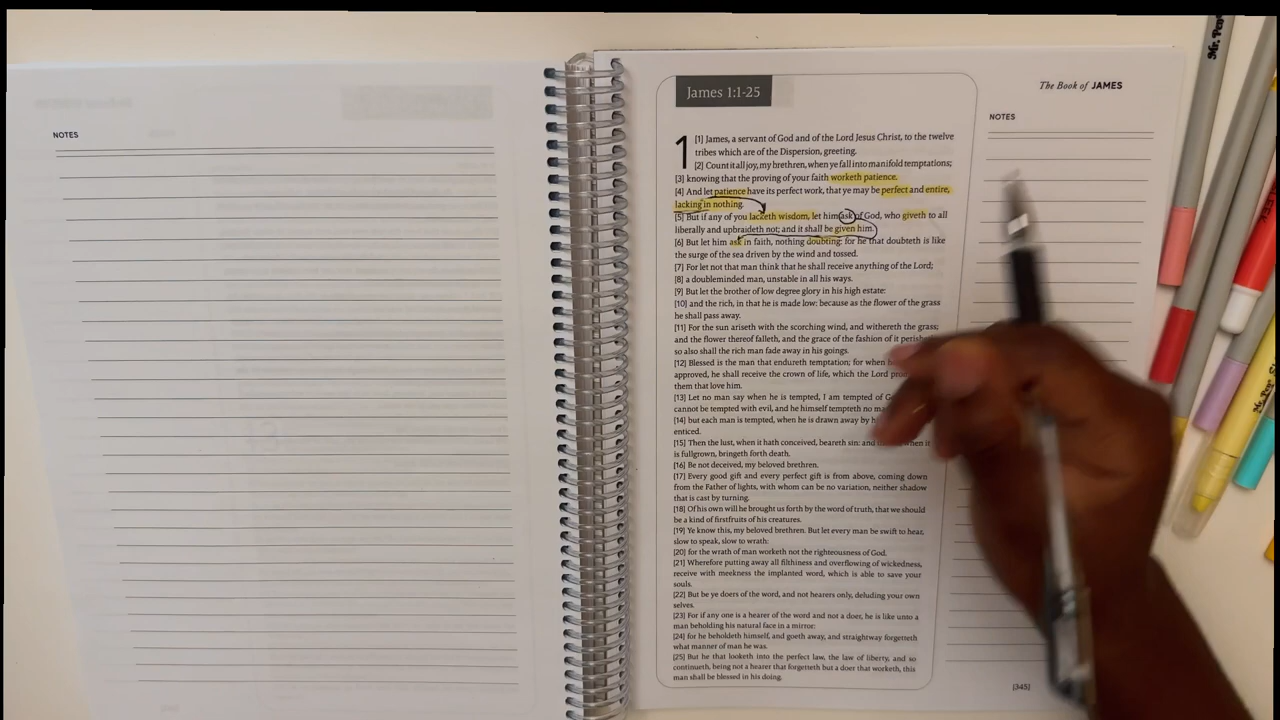 NOTES
James 1:1-25
The Book of JAMES
NOTES
1 [1] James, a servant of God and of the Lord Jesus Christ, to the twelve
tribes which are of the Dispersion, greeting.
[2] Count it all joy, my brethren, when ye fall into manifold temptations;
[3] knowing that the proving of your faith worketh patience.
[4] And let patience have its perfect work, that ye may be perfect and entire,
lacking in nothing.
[5] But if any of you lacketh wisdom, let him ask of God, who giveth to all
liberally and upbraideth not; and it shall be given him.
[6] But let him ask in faith, nothing doubting: for he that doubteth is like
the surge of the sea driven by the wind and tossed.
[7] For let not that man think that he shall receive anything of the Lord;
[8] a doubleminded man, unstable in all his ways.
[9] But let the brother of low degree glory in his high estate:
[10] and the rich, in that he is made low: because as the flower of the grass
he shall pass away.
[11] For the sun ariseth with the scorching wind, and withereth the grass;
and the flower thereof falleth, and the grace of the fashion of it
so also shall the rich man fade away in his goings.
[12] Blessed is the man that endureth temptation; for when
approved, he shall receive the crown of life, which the Lord
them that love him.
[13] Let no man say when he is tempted, I am tempted of
cannot be tempted with evil, and he himself tempteth no
[14] but each man is tempted, when he is drawn away by
enticed.
[15] Then the lust, when it hath conceived, beareth sin: and when it
is fullgrown, bringeth forth death.
[16] Be not deceived, my beloved brethren.
[17] Every good gift and every perfect gift is from above, coming down
from the Father of lights, with whom can be no variation, neither shadow
that is cast by turning.
[18] Of his own will he brought us forth by the word of truth, that we should
be a kind of firstfruits of his creatures.
[19] Ye know this, my beloved brethren. But let every man be swift to hear,
slow to speak, slow to wrath:
[20] for the wrath of man worketh not the righteousness of God.
[21] Wherefore putting away all filthiness and overflowing of wickedness,
receive with meekness the implanted word, which is able to save your
souls.
[22] But be ye doers of the word, and not hearers only, deluding your own
selves.
[23] For if any one is a hearer of the word and not a doer, he is like unto a
man beholding his natural face in a mirror:
[24] for he beholdeth himself, and goeth away, and straightway forgetteth
what manner of man he was.
[25] But he that looketh into the perfect law, the law of liberty, and so
continueth, being not a hearer that forgetteth but a doer that worketh, this
man shall be blessed in his doing.
[345]
Mr. Pen